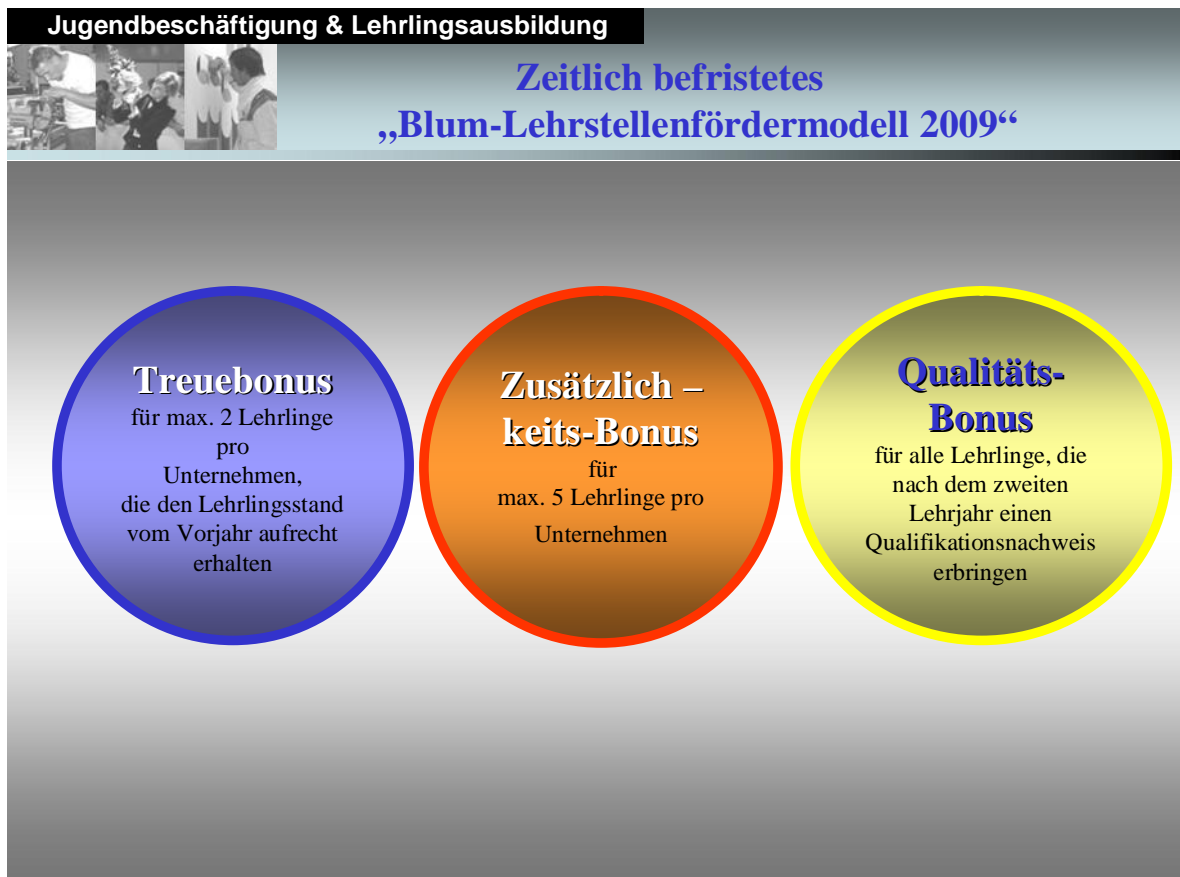 Jugendbeschäftigung & Lehrlingsausbildung
Zeitlich befristetes
„Blum-Lehrstellenfördermodell 2009“
Treuebonus
für max. 2 Lehrlinge
pro
Unternehmen,
die den Lehrlingsstand
vom Vorjahr aufrecht
erhalten
Zusätzlich –
keits-Bonus
für
max. 5 Lehrlinge pro
Unternehmen
Qualitäts-
Bonus
für alle Lehrlinge, die
nach dem zweiten
Lehrjahr einen
Qualifikationsnachweis
erbringen